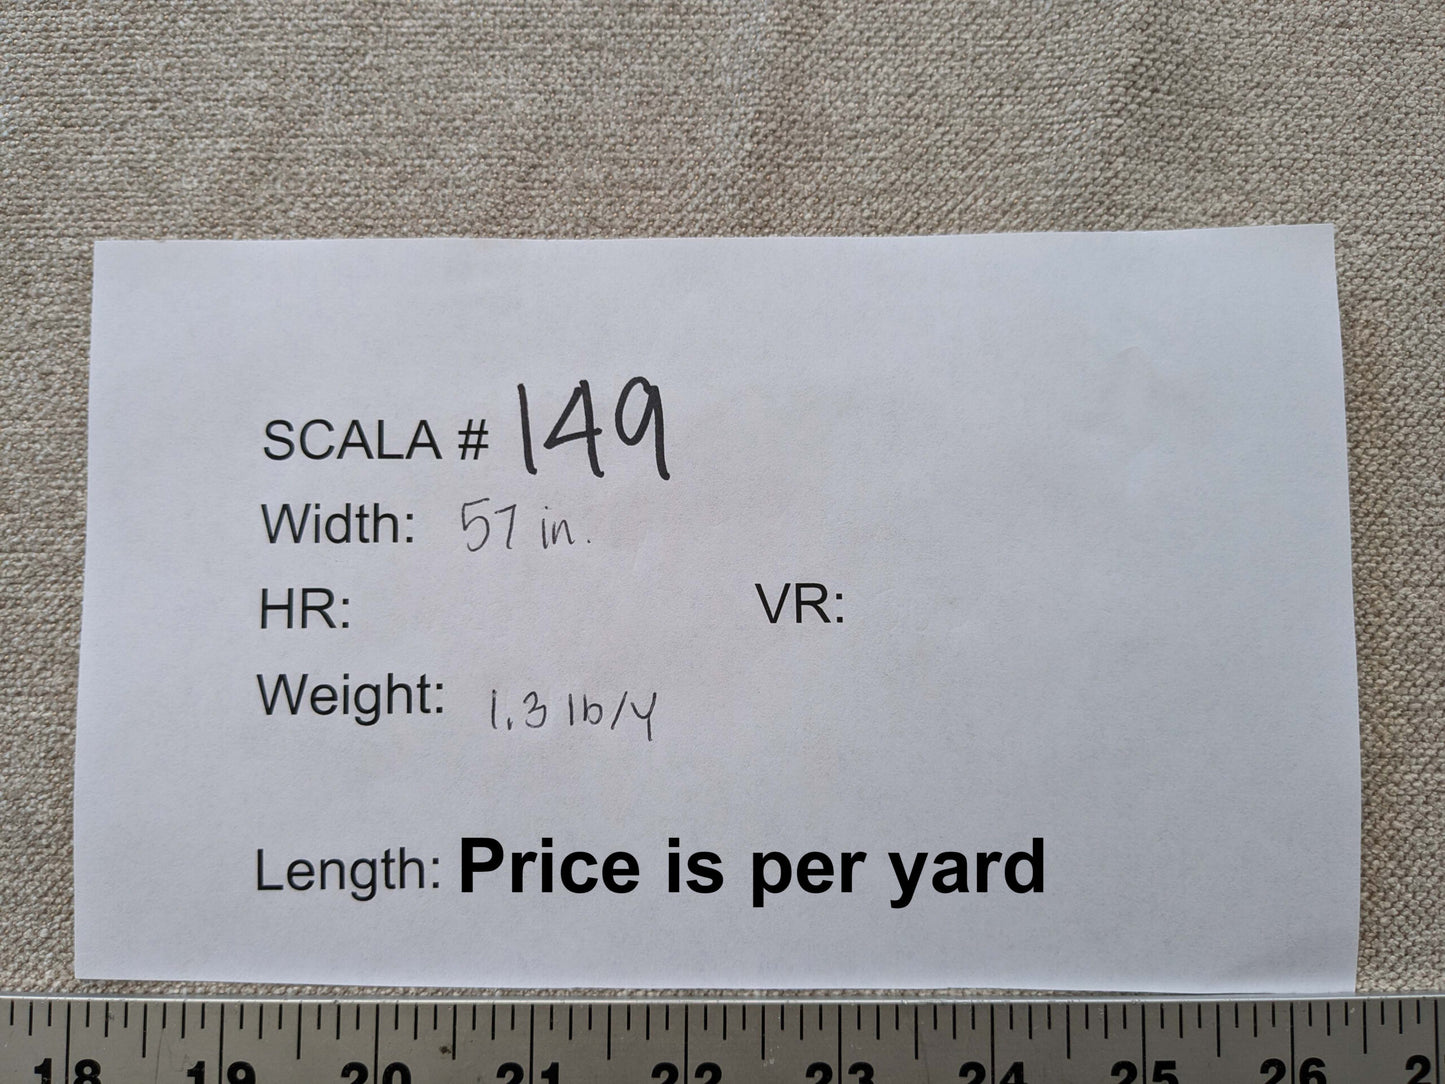 SCALA # 149
Width: 57 in.
HR: VR:
Weight: 1.3 lb/y
Length: Price is per yard
18 19 20 21 22 23 24 25 26 2